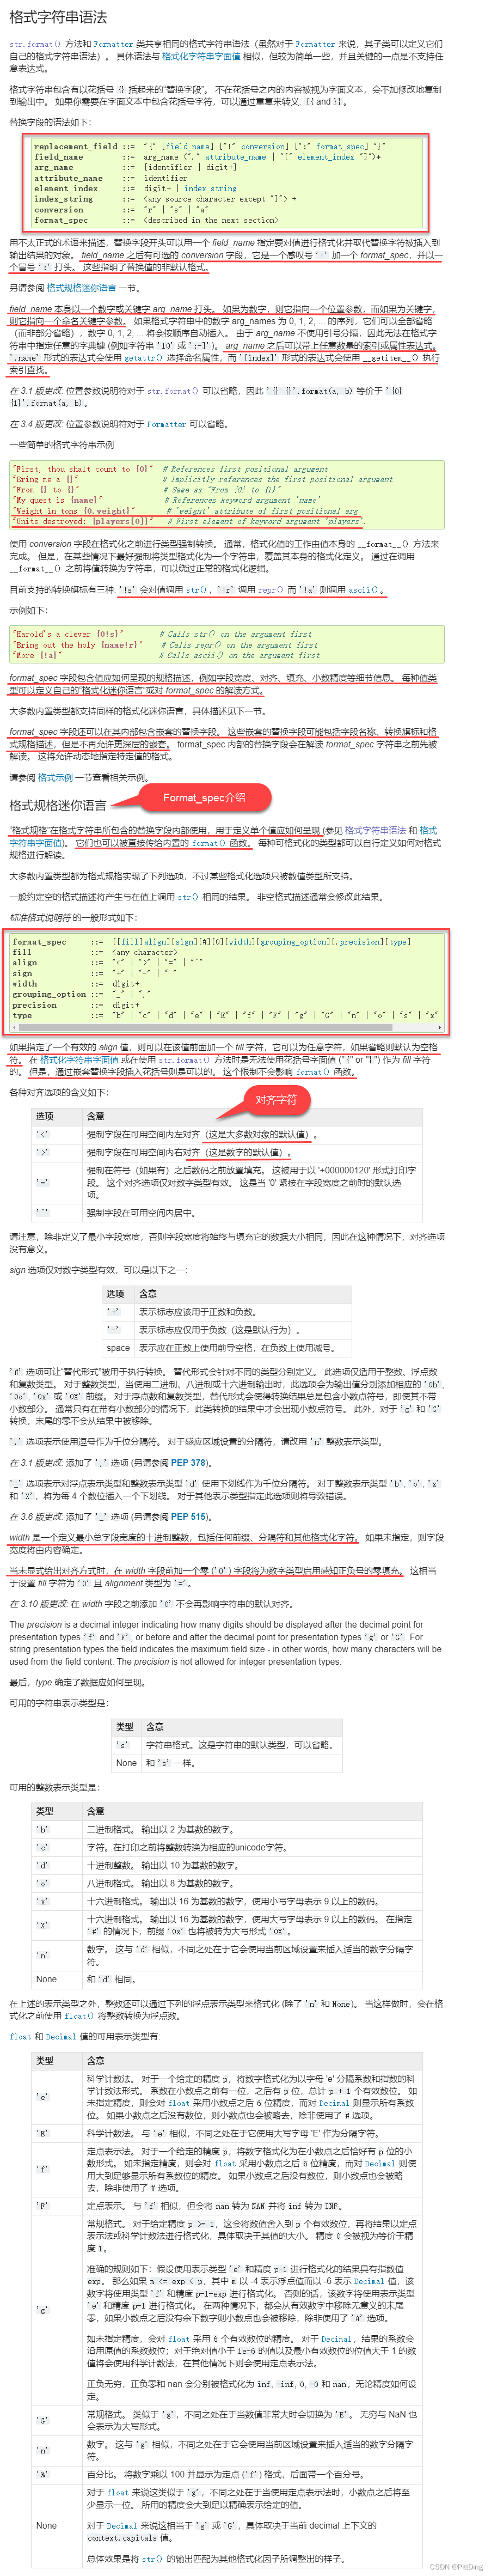 格式字符串语法
str.format() 方法和 Formatter 类共享相同的格式字符串语法（虽然对于 Formatter 来说，其子类可以定义它们
自己的格式字符串语法）。 具体语法与 格式化字符串字面值 相似，但较为简单一些，并且关键的一点是不支持任
意表达式。
格式字符串包含有以花括号 {} 括起来的“替换字段”。 不在花括号之内的内容被视为字面文本，会不加修改地复制
到输出中。 如果你需要在字面文本中包含花括号字符，可以通过重复来转义: {{ and }}。
替换字段的语法如下:
replacement_field ::= "{" [field_name] ["!" conversion] [":" format_spec] "}"
field_name ::= arg_name ("." attribute_name | "[" element_index "]")*
arg_name ::= [identifier | digit+]
attribute_name ::= identifier
element_index ::= digit+ | index_string
index_string ::= <any source character except "]"> +
conversion ::= "r" | "s" | "a"
format_spec ::= <described in the next section>
用不太正式的术语来描述，替换字段开头可以用一个 field_name 指定要对值进行格式化并取代替换字符被插入到
输出结果的对象。 field_name 之后有可选的 conversion 字段，它是一个感叹号 '!' 加一个 format_spec，并以一
个冒号 ':' 打头。 这些指明了替换值的非默认格式。
另请参阅 格式规格迷你语言 一节。
field_name 本身以一个数字或关键字 arg_name 打头。 如果为数字，则它指向一个位置参数，而如果为关键字，
则它指向一个命名关键字参数。 如果格式字符串中的数字 arg_names 为 0, 1, 2, ... 的序列，它们可以全部省略
（而非部分省略），数字 0, 1, 2, ... 将会按顺序自动插入。 由于 arg_name 不使用引号分隔，因此无法在格式字
符串中指定任意的字典键 (例如字符串 '10' 或 ':-]')。 arg_name 之后可以带上任意数量的索引或属性表达式。
'.name' 形式的表达式会使用 getattr() 选择命名属性，而 '[index]' 形式的表达式会使用 __getitem__() 执行
索引查找。
在 3.1 版更改: 位置参数说明符对于 str.format() 可以省略，因此 '{} {}'.format(a, b) 等价于 '{0}
{1}'.format(a, b)。
在 3.4 版更改: 位置参数说明符对于 Formatter 可以省略。
一些简单的格式字符串示例
"First, thou shalt count to {0}" # References first positional argument
"Bring me a {}" # Implicitly references the first positional argument
"From {} to {}" # Same as "From {0} to {1}"
"My quest is {name}" # References keyword argument 'name'
"Weight in tons {0.weight}" # 'weight' attribute of first positional arg
"Units destroyed: {players[0]}" # First element of keyword argument 'players'.
使用 conversion 字段在格式化之前进行类型强制转换。 通常，格式化值的工作由值本身的 __format__() 方法来
完成。 但是，在某些情况下最好强制将类型格式化为一个字符串，覆盖其本身的格式化定义。 通过在调用
__format__() 之前将值转换为字符串，可以绕过正常的格式化逻辑。
目前支持的转换旗标有三种: '!s' 会对值调用 str()，'!r' 调用 repr() 而 '!a' 则调用 ascii()。
示例如下:
"Harold's a clever {0!s}" # Calls str() on the argument first
"Bring out the holy {name!r}" # Calls repr() on the argument first
"More {!a}" # Calls ascii() on the argument first
format_spec 字段包含值应如何呈现的规格描述，例如字段宽度、对齐、填充、小数精度等细节信息。 每种值类
型可以定义自己的“格式化迷你语言”或对 format_spec 的解读方式。
大多数内置类型都支持同样的格式化迷你语言，具体描述见下一节。
format_spec 字段还可以在其内部包含嵌套的替换字段。 这些嵌套的替换字段可能包括字段名称、转换旗标和格
式规格描述，但是不再允许更深层的嵌套。 format_spec 内部的替换字段会在解读 format_spec 字符串之前先被
解读。 这将允许动态地指定特定值的格式。
请参阅 格式示例 一节查看相关示例。
Format_spec介绍
格式规格迷你语言
“格式规格”在格式字符串所包含的替换字段内部使用，用于定义单个值应如何呈现 (参见 格式字符串语法 和 格
式字符串字面值)。 它们也可以被直接传给内置的 format() 函数。 每种可格式化的类型都可以自行定义如何对格式
规格进行解读。
大多数内置类型都为格式规格实现了下列选项，不过某些格式化选项只被数值类型所支持。
一般约定空的格式描述将产生与在值上调用 str() 相同的结果。 非空格式描述通常会修改此结果。
标准格式说明符 的一般形式如下:
format_spec ::= [[fill]align][sign][#][0][width][grouping_option][.precision][type]
fill ::= <any character>
align ::= "<" | ">" | "=" | "^"
sign ::= "+" | "-" | " "
width ::= digit+
grouping_option ::= "_" | ","
precision ::= digit+
type ::= "b" | "c" | "d" | "e" | "E" | "f" | "F" | "g" | "G" | "n" | "o" | "s" | "x"
如果指定了一个有效的 align 值，则可以在该值前面加一个 fill 字符，它可以为任意字符，如果省略则默认为空格
符。 在 格式化字符串字面值 或在使用 str.format() 方法时是无法使用花括号字面值 ("{" or "}") 作为 fill 字符
的。 但是，通过嵌套替换字段插入花括号则是可以的。 这个限制不会影响 format() 函数。
对齐字符
各种对齐选项的含义如下:
选项 含意
'<' 强制字段在可用空间内左对齐（这是大多数对象的默认值）。
'>' 强制字段在可用空间内右对齐（这是数字的默认值）。
'=' 强制在符号（如果有）之后数码之前放置填充。 这被用于以 '+000000120' 形式打印字
段。 这个对齐选项仅对数字类型有效。 这是当 '0' 紧接在字段宽度之前时的默认选
项。
'^' 强制字段在可用空间内居中。
请注意，除非定义了最小字段宽度，否则字段宽度将始终与填充它的数据大小相同，因此在这种情况下，对齐选项
没有意义。
sign 选项仅对数字类型有效，可以是以下之一:
选项 含意
'+' 表示标志应该用于正数和负数。
'-' 表示标志应仅用于负数（这是默认行为）。
space 表示应在正数上使用前导空格，在负数上使用减号。
'#' 选项可让“替代形式”被用于执行转换。 替代形式会针对不同的类型分别定义。 此选项仅适用于整数、浮点数
和复数类型。 对于整数类型，当使用二进制、八进制或十六进制输出时，此选项会为输出值分别添加相应的 '0b',
'0o', '0x' 或 '0X' 前缀。 对于浮点数和复数类型，替代形式会使得转换结果总是包含小数点符号，即使其不带
小数部分。 通常只有在带有小数部分的情况下，此类转换的结果中才会出现小数点符号。 此外，对于 'g' 和 'G'
转换，末尾的零不会从结果中被移除。
',' 选项表示使用逗号作为千位分隔符。 对于感应区域设置的分隔符，请改用 'n' 整数表示类型。
在 3.1 版更改: 添加了 ',' 选项 (另请参阅 PEP 378)。
'_' 选项表示对浮点表示类型和整数表示类型 'd' 使用下划线作为千位分隔符。 对于整数表示类型 'b', 'o', 'x'
和 'X'，将为每 4 个数位插入一个下划线。 对于其他表示类型指定此选项则将导致错误。
在 3.6 版更改: 添加了 '_' 选项 (另请参阅 PEP 515)。
width 是一个定义最小总字段宽度的十进制整数，包括任何前缀、分隔符和其他格式化字符。 如果未指定，则字段
宽度将由内容确定。
当未显式给出对齐方式时，在 width 字段前加一个零 ('0') 字段将为数字类型启用感知正负号的零填充。 这相当
于设置 fill 字符为 '0' 且 alignment 类型为 '='。
在 3.10 版更改: 在 width 字段之前添加 '0' 不会再影响字符串的默认对齐。
The precision is a decimal integer indicating how many digits should be displayed after the decimal point for
presentation types 'f' and 'F', or before and after the decimal point for presentation types 'g' or 'G'. For
string presentation types the field indicates the maximum field size - in other words, how many characters will be
used from the field content. The precision is not allowed for integer presentation types.
最后，type 确定了数据应如何呈现。
可用的字符串表示类型是:
类型 含意
's' 字符串格式。这是字符串的默认类型，可以省略。
None 和 's' 一样。
可用的整数表示类型是:
类型 含意
'b' 二进制格式。 输出以 2 为基数的数字。
'c' 字符。在打印之前将整数转换为相应的unicode字符。
'd' 十进制整数。 输出以 10 为基数的数字。
'o' 八进制格式。 输出以 8 为基数的数字。
'x' 十六进制格式。 输出以 16 为基数的数字，使用小写字母表示 9 以上的数码。
'X' 十六进制格式。 输出以 16 为基数的数字，使用大写字母表示 9 以上的数码。 在指定
'#' 的情况下，前缀 '0x' 也将被转为大写形式 '0X'。
'n' 数字。 这与 'd' 相似，不同之处在于它会使用当前区域设置来插入适当的数字分隔字
符。
None 和 'd' 相同。
在上述的表示类型之外，整数还可以通过下列的浮点表示类型来格式化 (除了 'n' 和 None)。 当这样做时，会在格
式化之前使用 float() 将整数转换为浮点数。
float 和 Decimal 值的可用表示类型有:
类型 含意
'e' 科学计数法。 对于一个给定的精度 p，将数字格式化为以字母 'e' 分隔系数和指数的科
学计数法形式。 系数在小数点之前有一位，之后有 p 位，总计 p + 1 个有效数位。 如
未指定精度，则会对 float 采用小数点之后 6 位精度，而对 Decimal 则显示所有系数
位。 如果小数点之后没有数位，则小数点也会被略去，除非使用了 # 选项。
'E' 科学计数法。 与 'e' 相似，不同之处在于它使用大写字母 'E' 作为分隔字符。
'f' 定点表示法。 对于一个给定的精度 p，将数字格式化为在小数点之后恰好有 p 位的小数
形式。 如未指定精度，则会对 float 采用小数点之后 6 位精度，而对 Decimal 则使
用大到足够显示所有系数位的精度。 如果小数点之后没有数位，则小数点也会被略
去，除非使用了 # 选项。
'F' 定点表示。 与 'f' 相似，但会将 nan 转为 NAN 并将 inf 转为 INF。
'g' 常规格式。 对于给定精度 p >= 1，这会将数值舍入到 p 个有效数位，再将结果以定点
表示法或科学计数法进行格式化，具体取决于其值的大小。 精度 0 会被视为等价于精
度 1。
准确的规则如下：假设使用表示类型 'e' 和精度 p-1 进行格式化的结果具有指数值
exp。 那么如果 m <= exp < p，其中 m 以 -4 表示浮点值而以 -6 表示 Decimal 值，该
数字将使用类型 'f' 和精度 p-1-exp 进行格式化。 否则的话，该数字将使用表示类型
'e' 和精度 p-1 进行格式化。 在两种情况下，都会从有效数字中移除无意义的末尾
零，如果小数点之后没有余下数字则小数点也会被移除，除非使用了 '#' 选项。
如未指定精度，会对 float 采用 6 个有效数位的精度。 对于 Decimal，结果的系数会
沿用原值的系数数位；对于绝对值小于 1e-6 的值以及最小有效数位的位值大于 1 的数
值将会使用科学计数法，在其他情况下则会使用定点表示法。
正负无穷，正负零和 nan 会分别被格式化为 inf, -inf, 0, -0 和 nan，无论精度如何设
定。
'G' 常规格式。 类似于 'g'，不同之处在于当数值非常大时会切换为 'E'。 无穷与 NaN 也
会表示为大写形式。
'n' 数字。 这与 'g' 相似，不同之处在于它会使用当前区域设置来插入适当的数字分隔字
符。
'%' 百分比。 将数字乘以 100 并显示为定点 ('f') 格式，后面带一个百分号。
None 对于 float 来说这类似于 'g'，不同之处在于当使用定点表示法时，小数点之后将至
少显示一位。 所用的精度会大到足以精确表示给定的值。
对于 Decimal 来说这相当于 'g' 或 'G'，具体取决于当前 decimal 上下文的
context.capitals 值。
总体效果是将 str() 的输出匹配为其他格式化因子所调整出的样子。
CSDN @PittDing